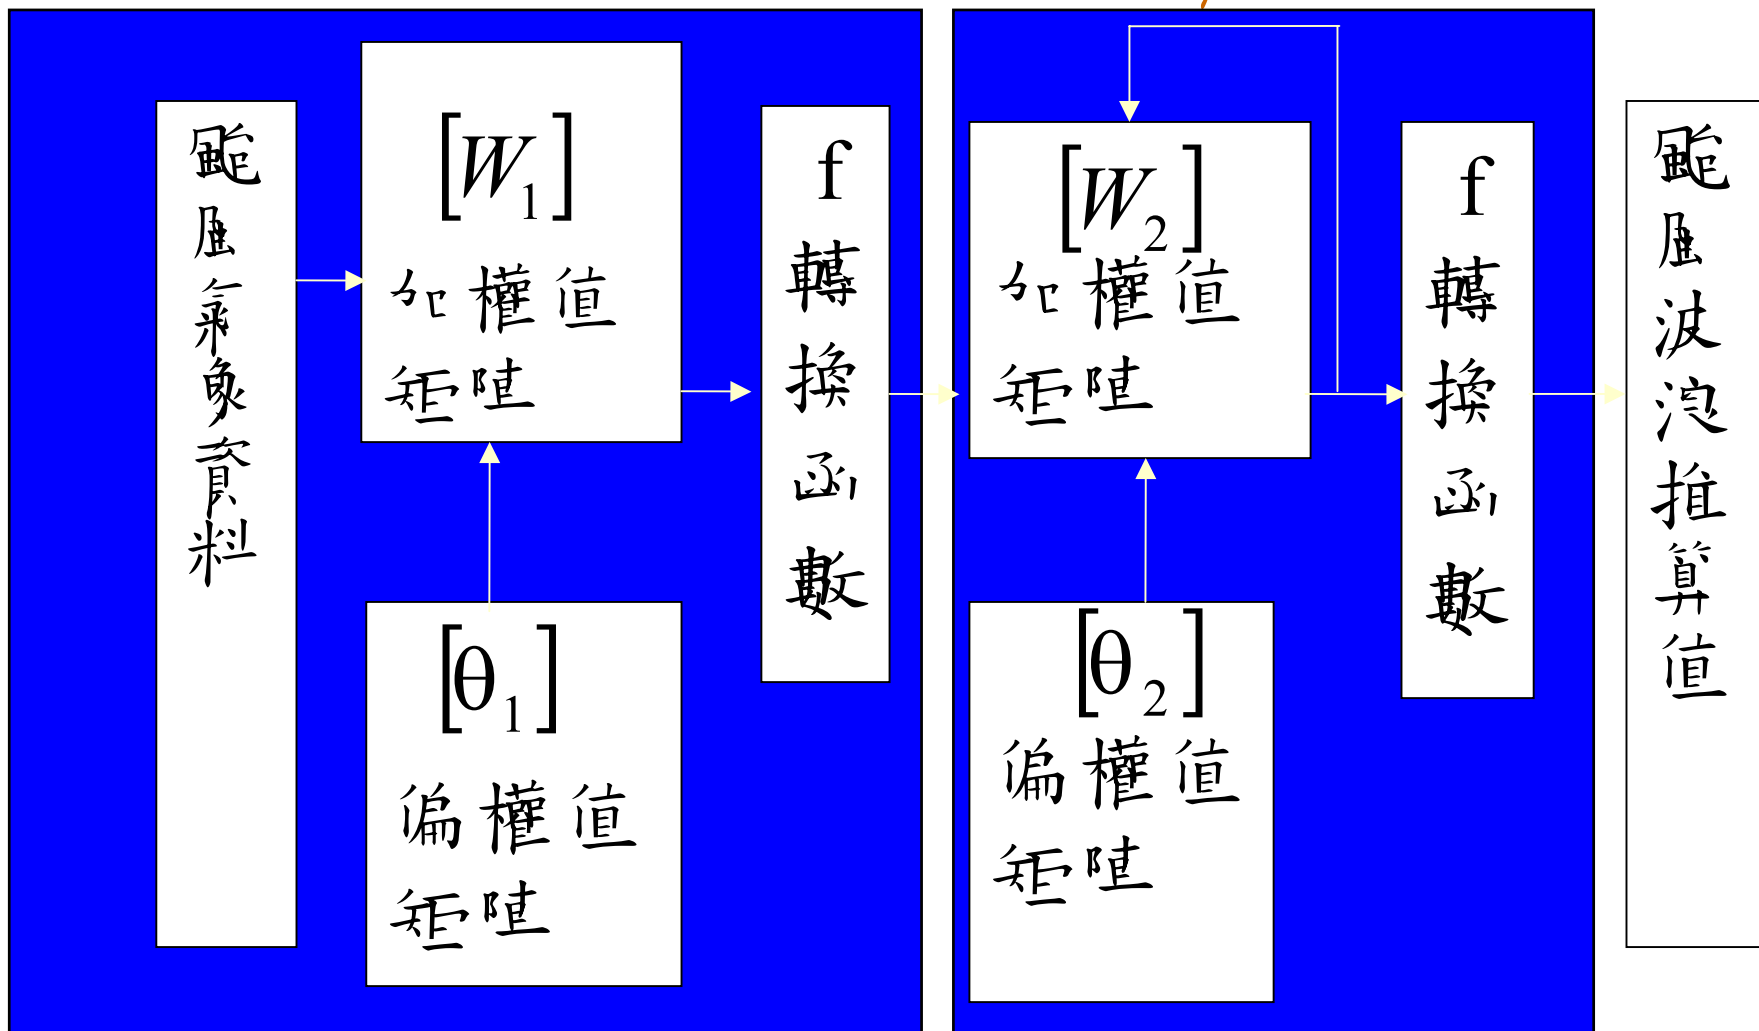 颱風氣象資料
[W1]
加權值
矩陣
[θ1]
偏權值
矩陣
f轉換函數
[W2]
加權值
矩陣
[θ2]
偏權值
矩陣
f轉換函數
颱風波浪推算值